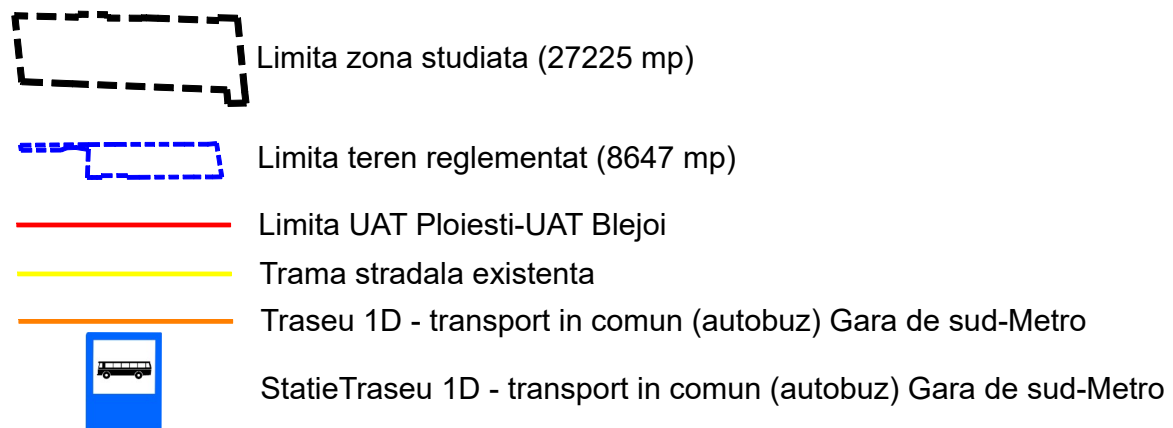 Limita zona studiata (27225 mp)
Limita teren reglementat (8647 mp)
Limita UAT Ploiesti-UAT Blejoi
Trama stradala existenta
Traseu 1D - transport in comun (autobuz) Gara de sud-Metro
StatieTraseu 1D - transport in comun (autobuz) Gara de sud-Metro